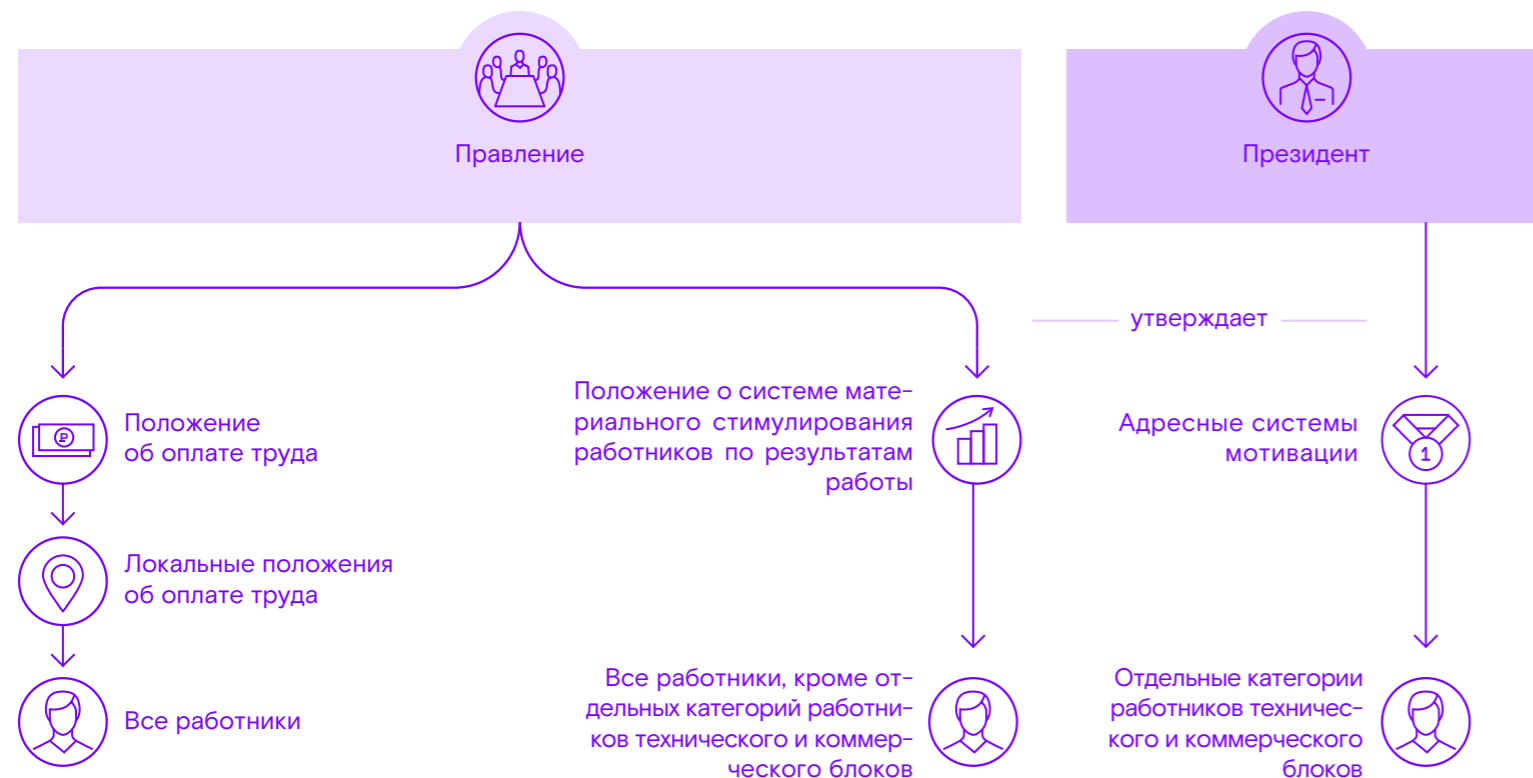 Правление
Президент
утверждает
Положение
об оплате труда
Положение о системе мате-
риального стимулирования
работников по результатам
работы
Адресные системы
мотивации
1
₽
Локальные положения
об оплате труда
Все работники
Все работники, кроме от-
дельных категорий работни-
ков технического и коммер-
ческого блоков
Отдельные категории
работников техничес-
кого и коммерческого
блоков